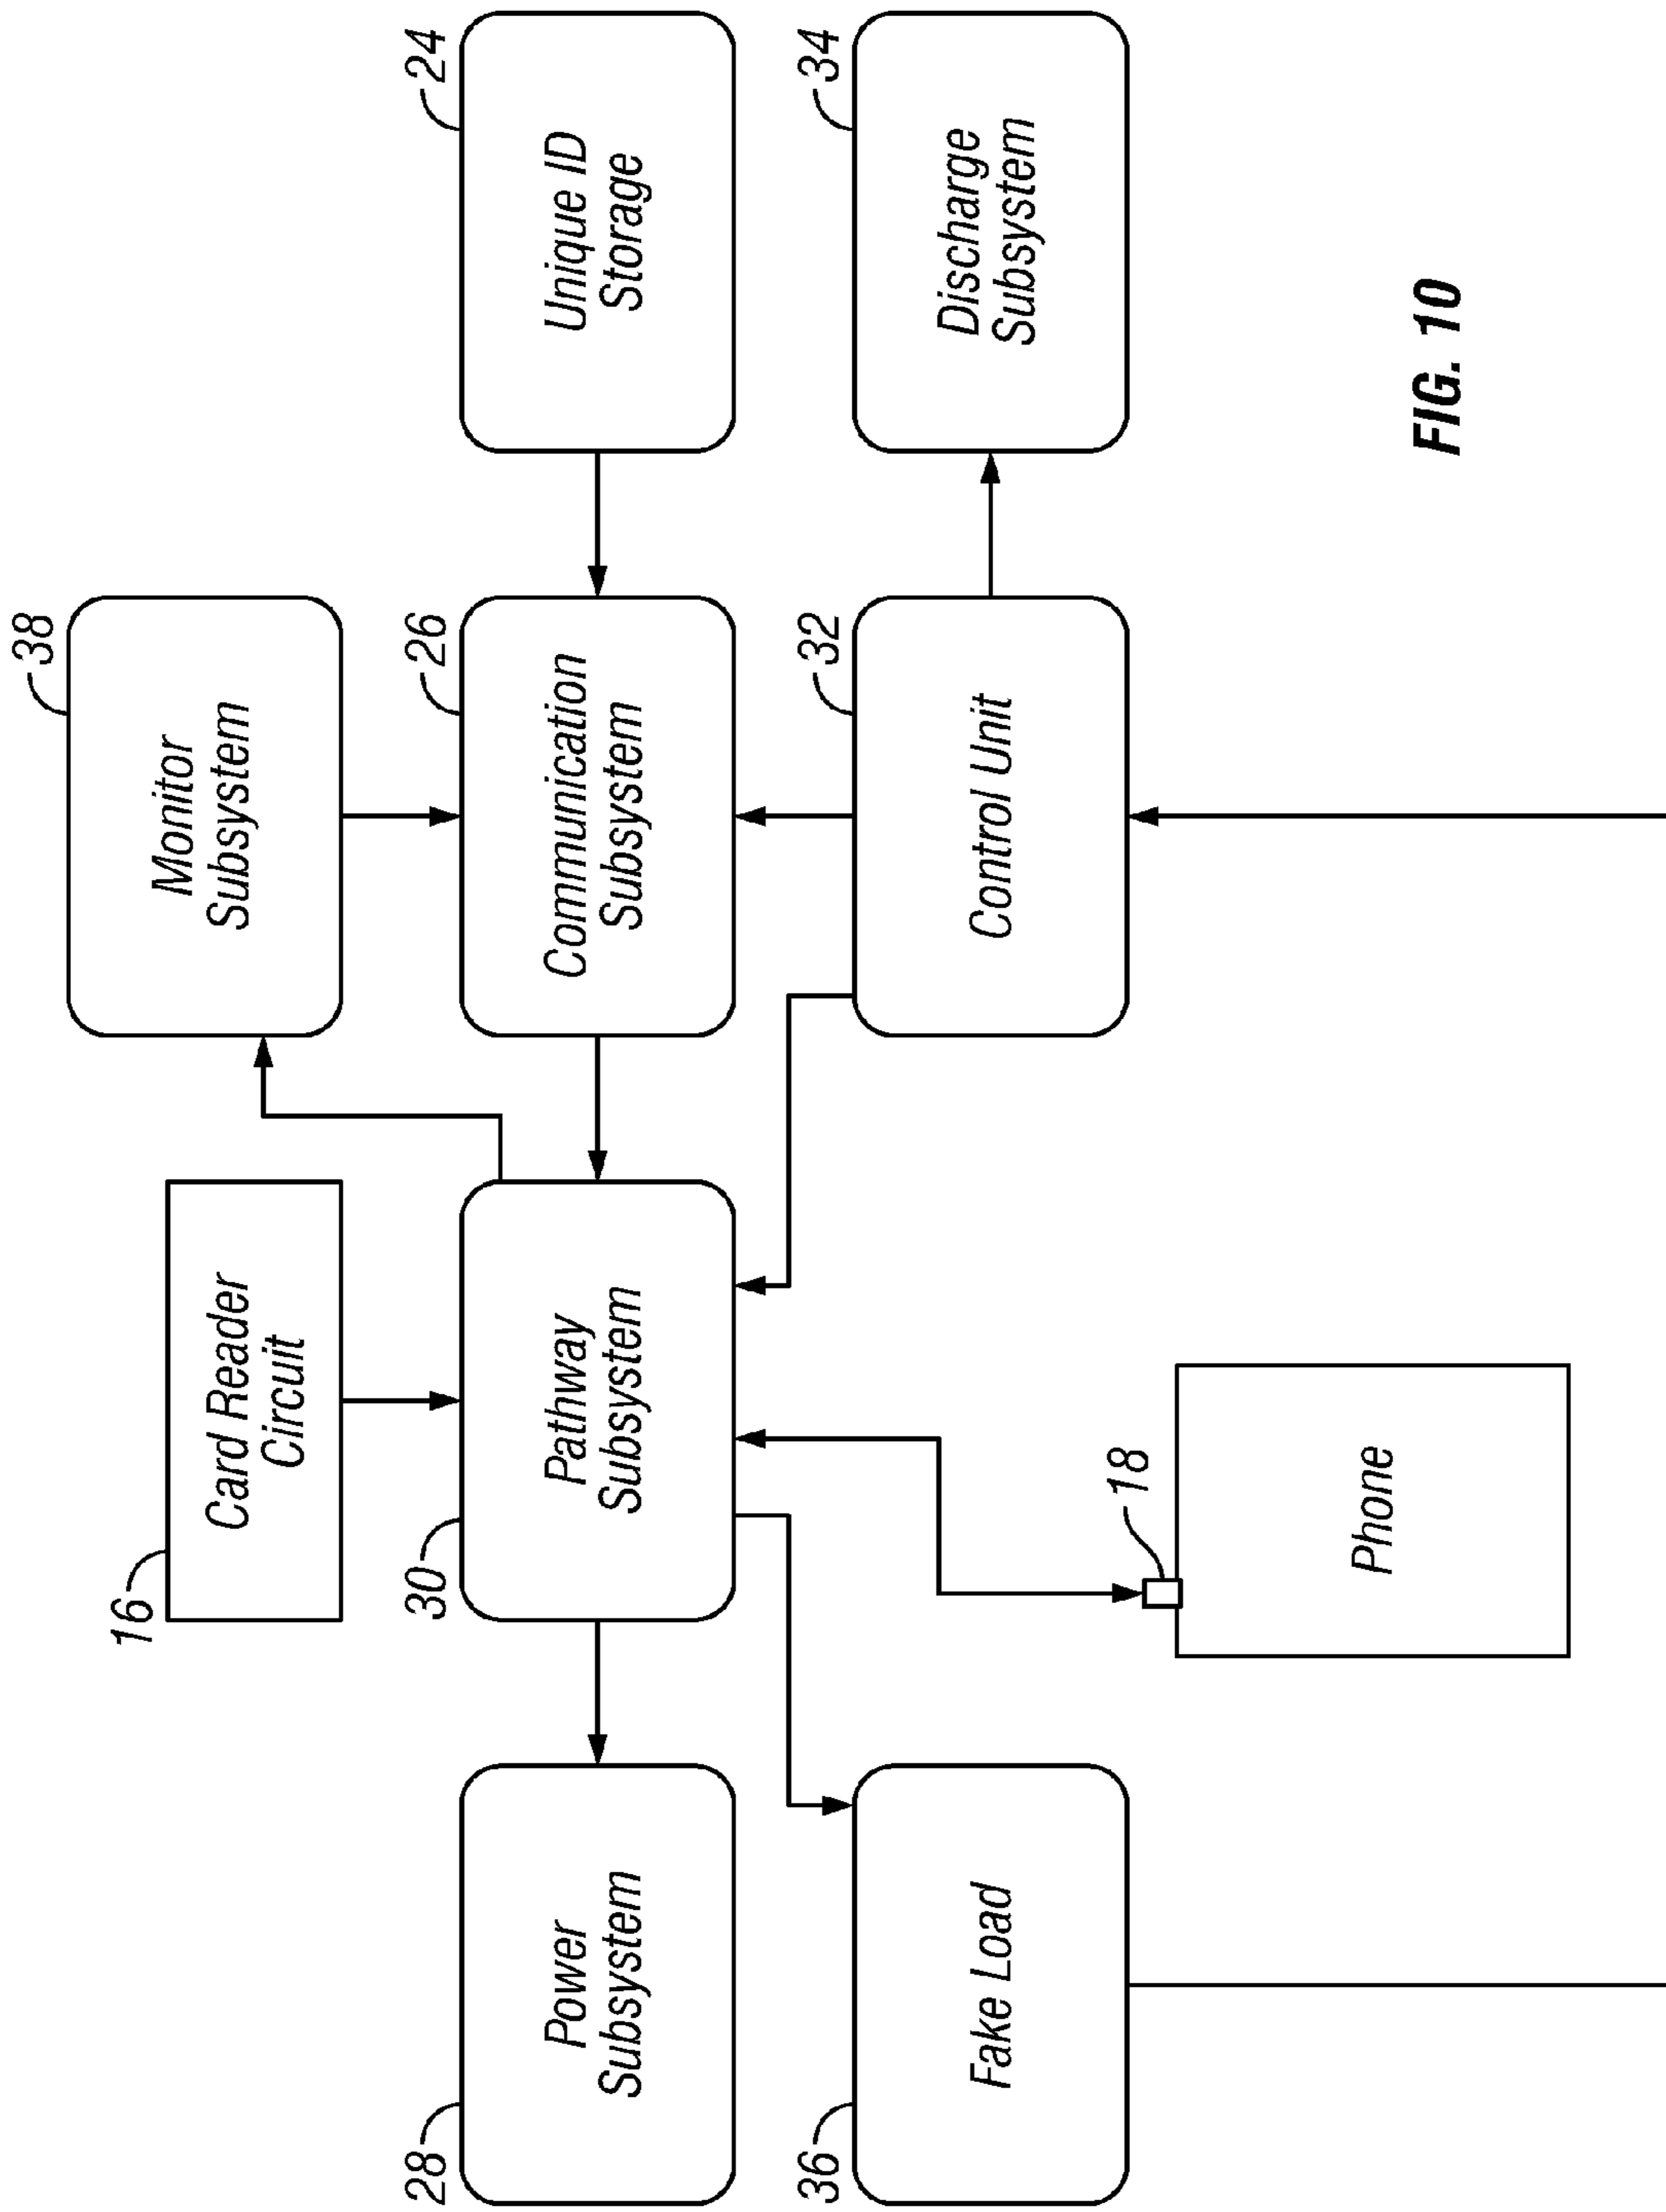 38
Monitor
Subsystem
16
Card Reader
Circuit
28
Power
Subsystem
30
Pathway
Subsystem
26
Communication
Subsystem
24
Unique ID
Storage
36
Fake Load
32
Control Unit
34
Discharge
Subsystem
18
Phone
FIG. 10